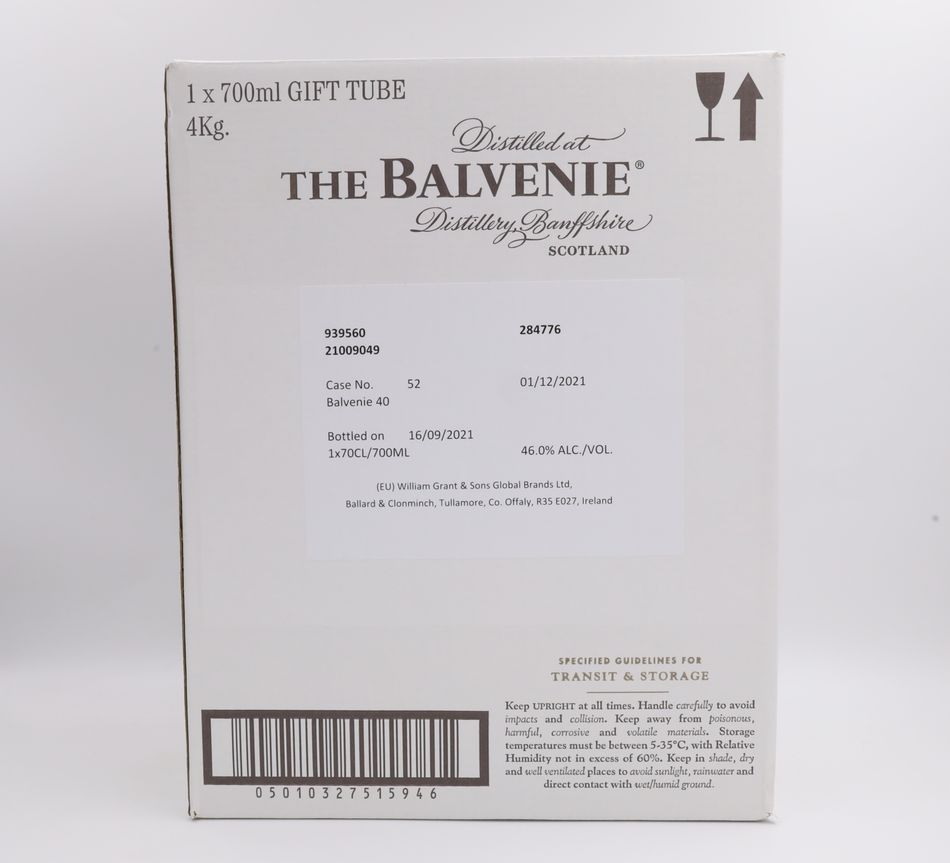 1 x 700ml GIFT TUBE
4Kg.
Distilled at
THE BALVENIE®
Distillery, Banffshire
SCOTLAND
939560 284776
21009049
Case No. 52 01/12/2021
Balvenie 40
Bottled on 16/09/2021
1x70CL/700ML 46.0% ALC./VOL.
(EU) William Grant & Sons Global Brands Ltd,
Ballard & Clonminch, Tullamore, Co. Offaly, R35 E027, Ireland
SPECIFIED GUIDELINES FOR
TRANSIT & STORAGE
Keep UPRIGHT at all times. Handle carefully to avoid
impacts and collision. Keep away from poisonous,
harmful, corrosive and volatile materials. Storage
temperatures must be between 5-35°C, with Relative
Humidity not in excess of 60%. Keep in shade, dry
and well ventilated places to avoid sunlight, rainwater and
direct contact with wet/humid ground.
05010327515946